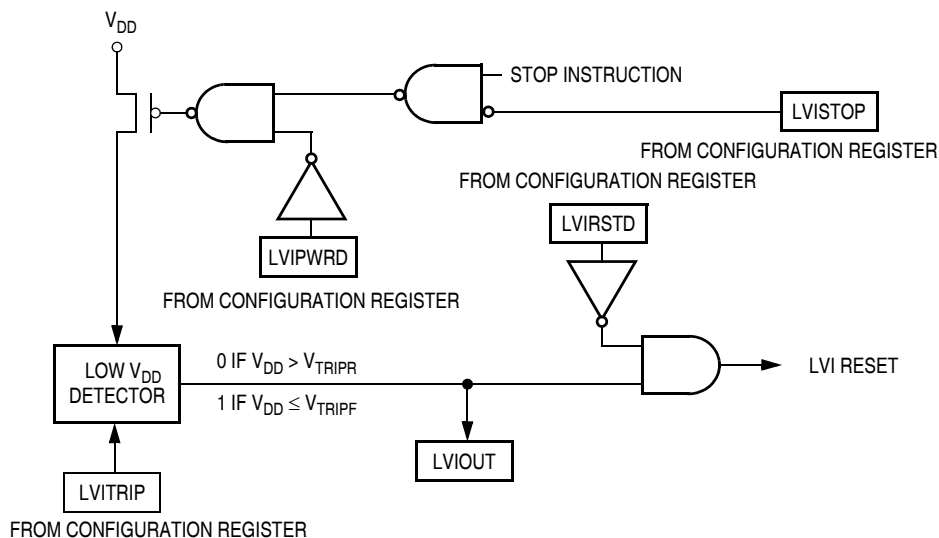 VDD
STOP INSTRUCTION
LVISTOP
FROM CONFIGURATION REGISTER
FROM CONFIGURATION REGISTER
LVIRSTD
LVIPWRD
FROM CONFIGURATION REGISTER
LOW VDD
DETECTOR
0 IF VDD > VTRIPR
1 IF VDD ≤ VTRIPF
LVI RESET
LVIOUT
LVITRIP
FROM CONFIGURATION REGISTER